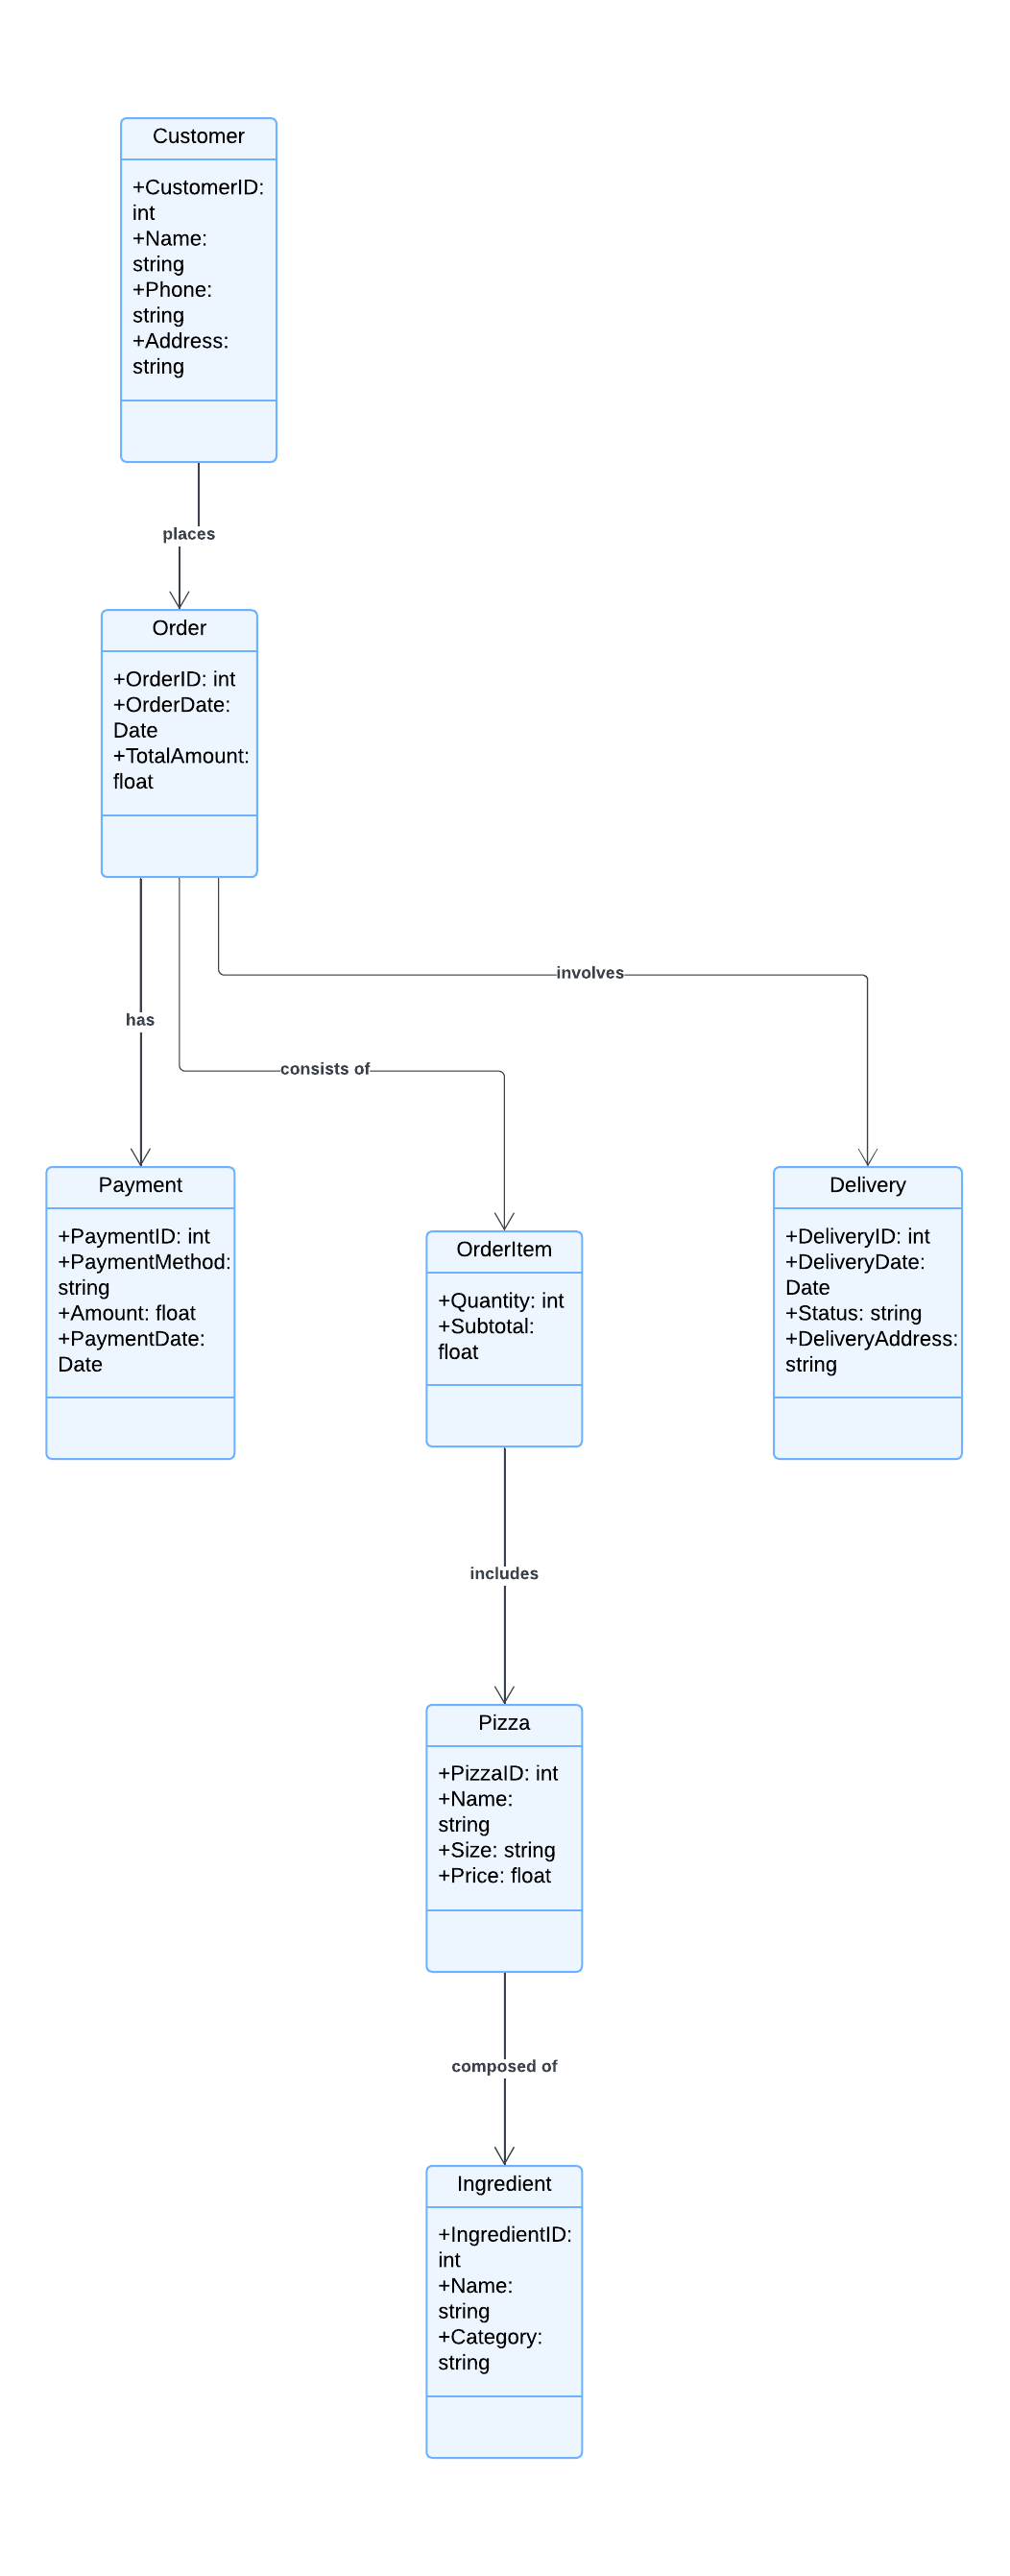 Customer
+CustomerID:
int
+Name:
string
+Phone:
string
+Address:
string
places
Order
+OrderID: int
+OrderDate:
Date
+TotalAmount:
float
involves
has
consists of
Payment
+PaymentID: int
+PaymentMethod:
string
+Amount: float
+PaymentDate:
Date
OrderItem
+Quantity: int
+Subtotal:
float
Delivery
+DeliveryID: int
+DeliveryDate:
Date
+Status: string
+DeliveryAddress:
string
includes
Pizza
+PizzaID: int
+Name:
string
+Size: string
+Price: float
composed of
Ingredient
+IngredientID:
int
+Name:
string
+Category:
string